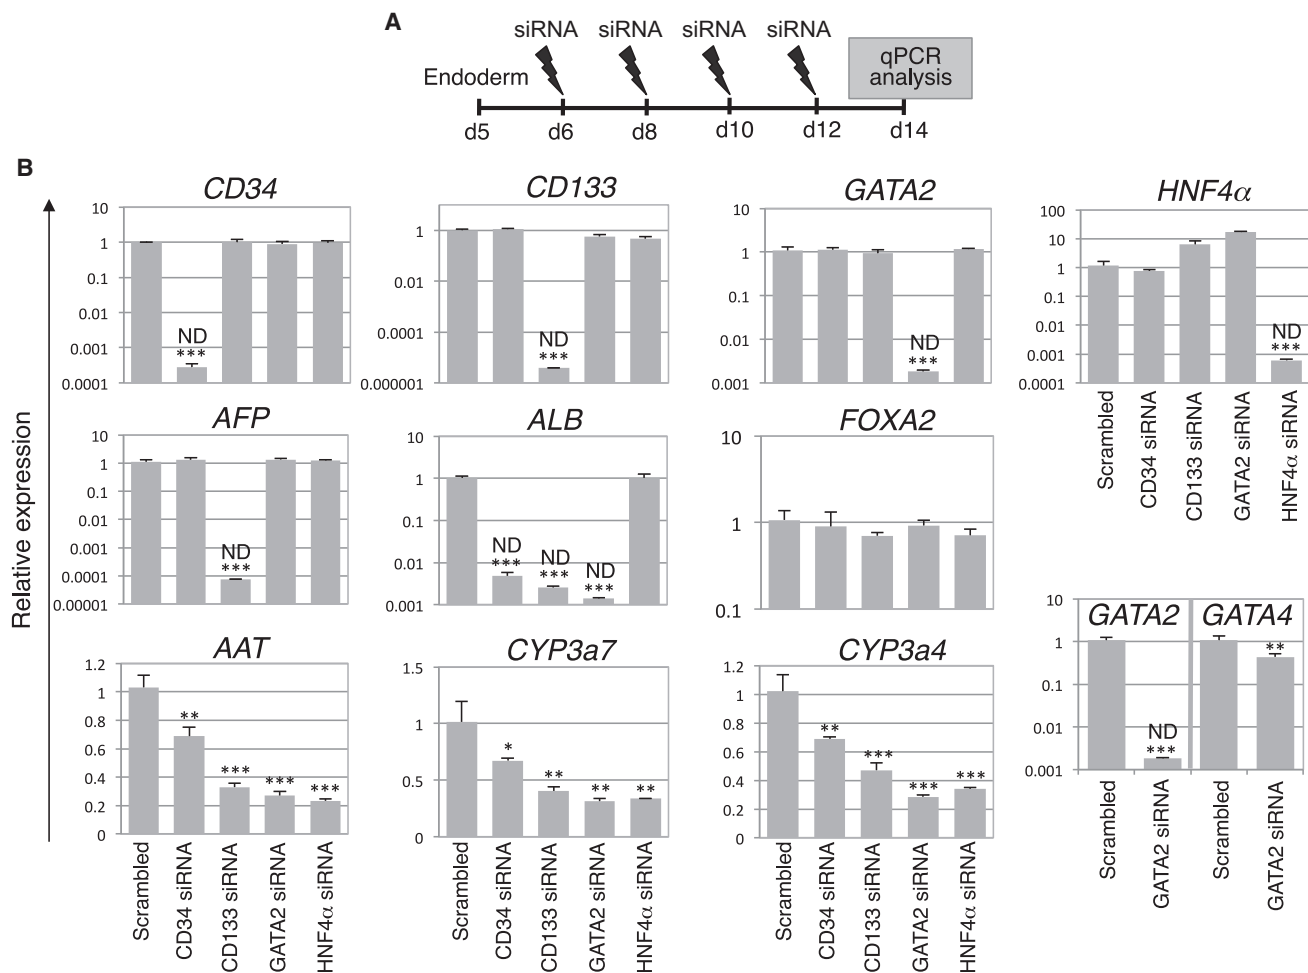 A
siRNA siRNA siRNA siRNA
qPCR
analysis
Endoderm
d5 d6 d8 d10 d12 d14
B
Relative expression
CD34
10
1
0.1
0.01
0.001
0.0001
ND
***
CD133
1
0.01
0.0001
0.000001
ND
***
GATA2
10
1
0.1
0.01
0.001
ND
***
HNF4α
100
10
1
0.1
0.01
0.001
0.0001
ND
***
Scrambled
CD34 siRNA
CD133 siRNA
GATA2 siRNA
HNF4α siRNA
AFP
10
1
0.1
0.01
0.001
0.0001
0.00001
ND
***
ALB
10
1
0.1
0.01
0.001
ND
***
ND
***
ND
***
FOXA2
10
1
0.1
GATA2 GATA4
10
1
0.1
0.01
0.001
ND
***
**
Scrambled
GATA2 siRNA
Scrambled
GATA2 siRNA
AAT
1.2
1
0.8
0.6
0.4
0.2
0
**
***
***
***
Scrambled
CD34 siRNA
CD133 siRNA
GATA2 siRNA
HNF4α siRNA
CYP3a7
1.5
1
0.5
0
*
**
**
**
Scrambled
CD34 siRNA
CD133 siRNA
GATA2 siRNA
HNF4α siRNA
CYP3a4
1.2
1
0.8
0.6
0.4
0.2
0
**
***
***
***
Scrambled
CD34 siRNA
CD133 siRNA
GATA2 siRNA
HNF4α siRNA